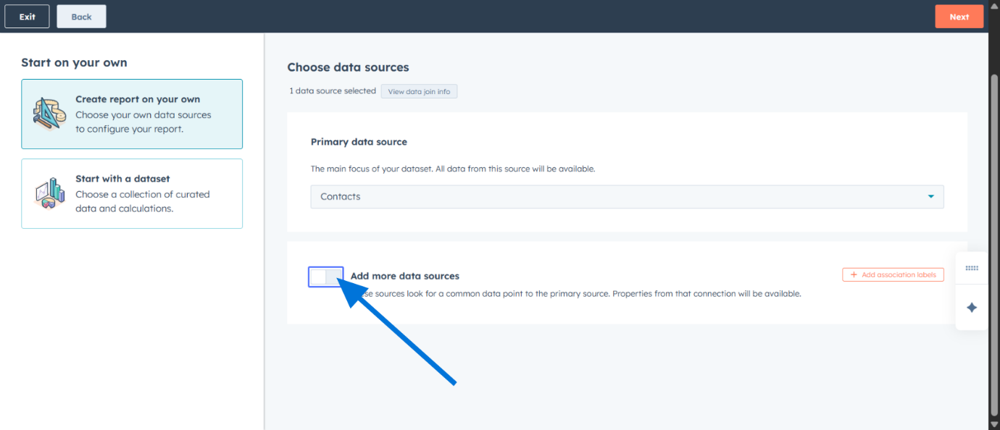 Exit
Back
Next
Start on your own
Create report on your own
Choose your own data sources
to configure your report.
Start with a dataset
Choose a collection of curated
data and calculations.
Choose data sources
1 data source selected
View data join info
Primary data source
The main focus of your dataset. All data from this source will be available.
Contacts
Add more data sources
+ Add association labels
sources look for a common data point to the primary source. Properties from that connection will be available.